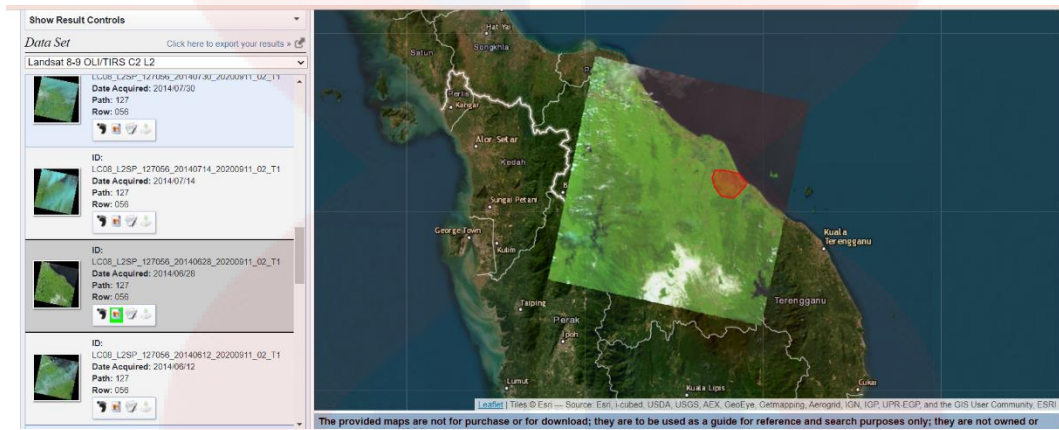 Show Result Controls
Data Set
Click here to export your results »
Landsat 8-9 OLI/TIRS C2 L2
LC08_L2SP_127056_20140730_20200911_02_T1
Date Acquired: 2014/07/30
Path: 127
Row: 056
ID:
LC08_L2SP_127056_20140714_20200911_02_T1
Date Acquired: 2014/07/14
Path: 127
Row: 056
ID:
LC08_L2SP_127056_20140628_20200911_02_T1
Date Acquired: 2014/06/28
Path: 127
Row: 056
ID:
LC08_L2SP_127056_20140612_20200911_02_T1
Date Acquired: 2014/06/12
Path: 127
Row: 056
Hat Yai
Songkhla
Satun
Perlis
Kangar
Alor Setar
Kedah
Sungai Petani
George Town
Kulim
Kuala
Terengganu
Taiping
Terengganu
Perak
Ipoh
Lumut
Kuala Lipis
Cukai
Leaflet | Tiles © Esri — Source: Esri, i-cubed, USDA, USGS, AEX, GeoEye, Getmapping, Aerogrid, IGN, IGP, UPR-EGP, and the GIS User Community, ESRI
The provided maps are not for purchase or for download; they are to be used as a guide for reference and search purposes only; they are not owned or